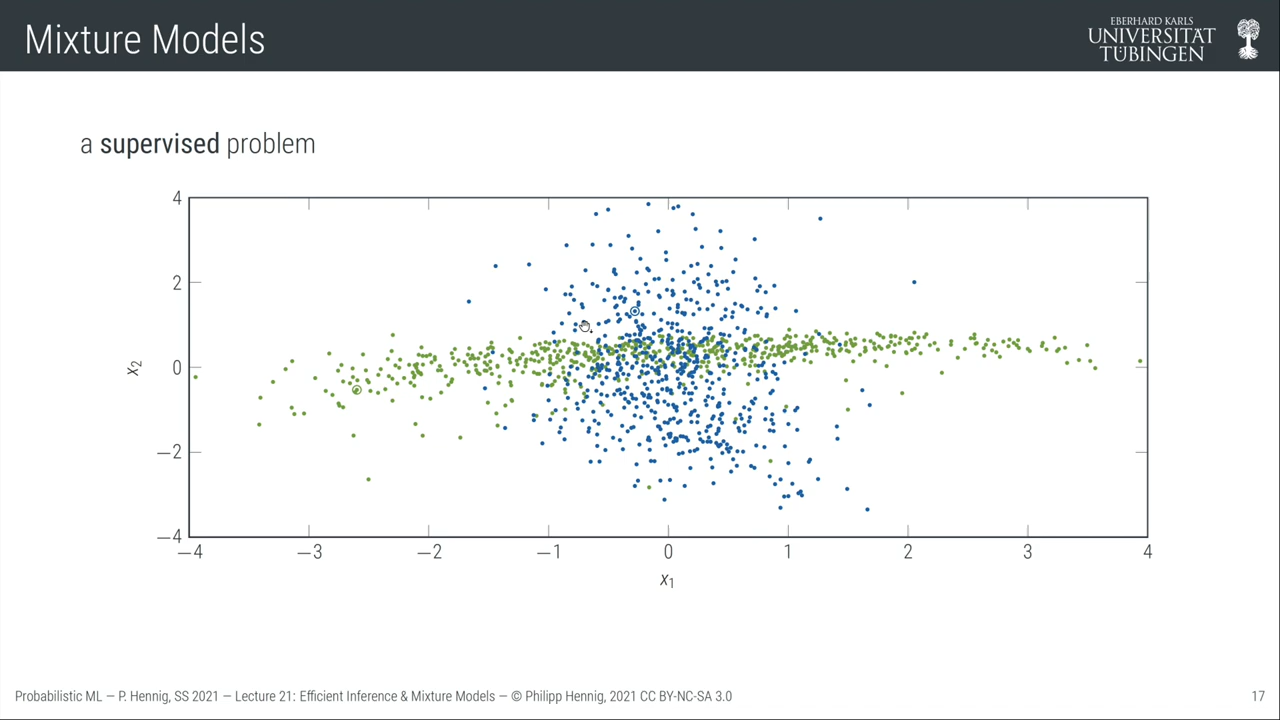 Mixture Models
EBERHARD KARLS
UNIVERSITÄT
TÜBINGEN
a supervised problem
4
2
0
−2
−4
x2
−4 −3 −2 −1 0 1 2 3 4
x1
Probabilistic ML — P. Hennig, SS 2021 — Lecture 21: Efficient Inference & Mixture Models — © Philipp Hennig, 2021 CC BY-NC-SA 3.0
17